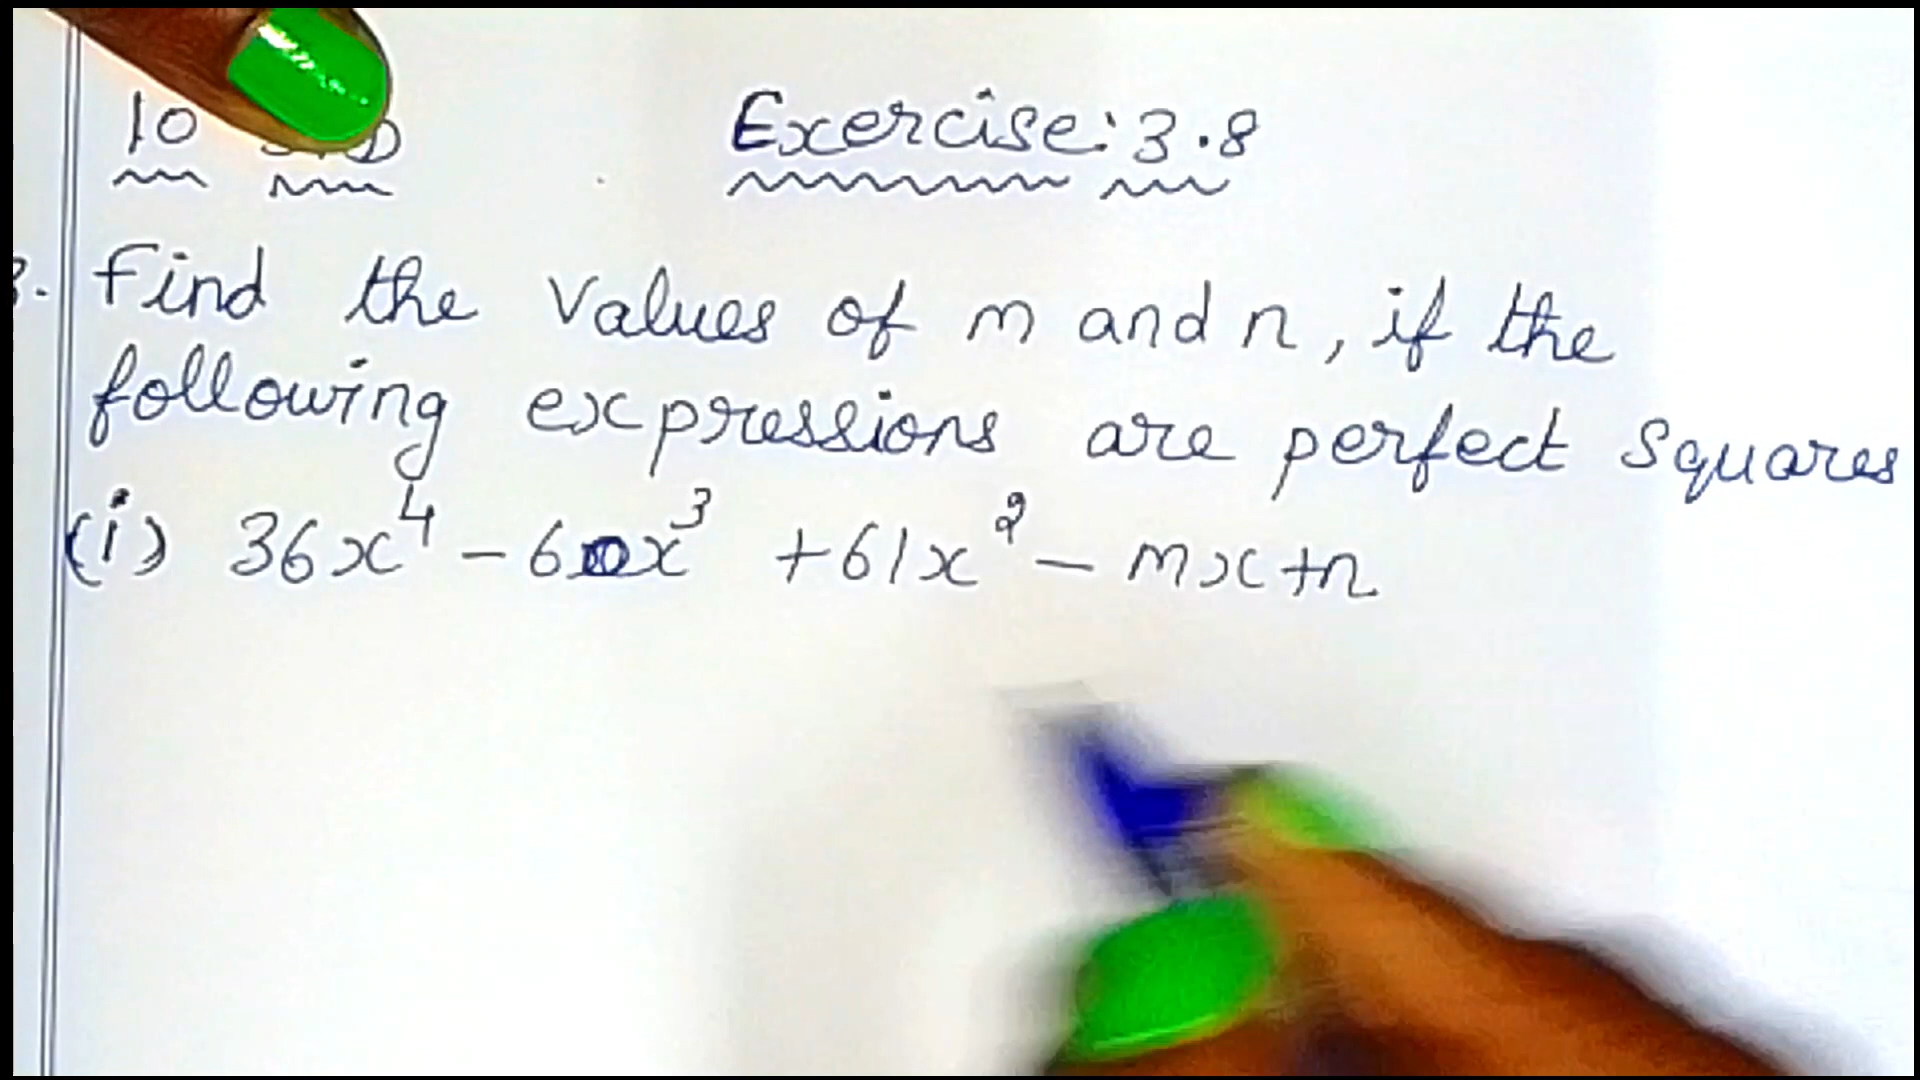 10
Exercise: 3.8
3. Find the values of m and n, if the
following expressions are perfect squares
(i) 36x⁴ - 60x³ + 61x² - mx + n